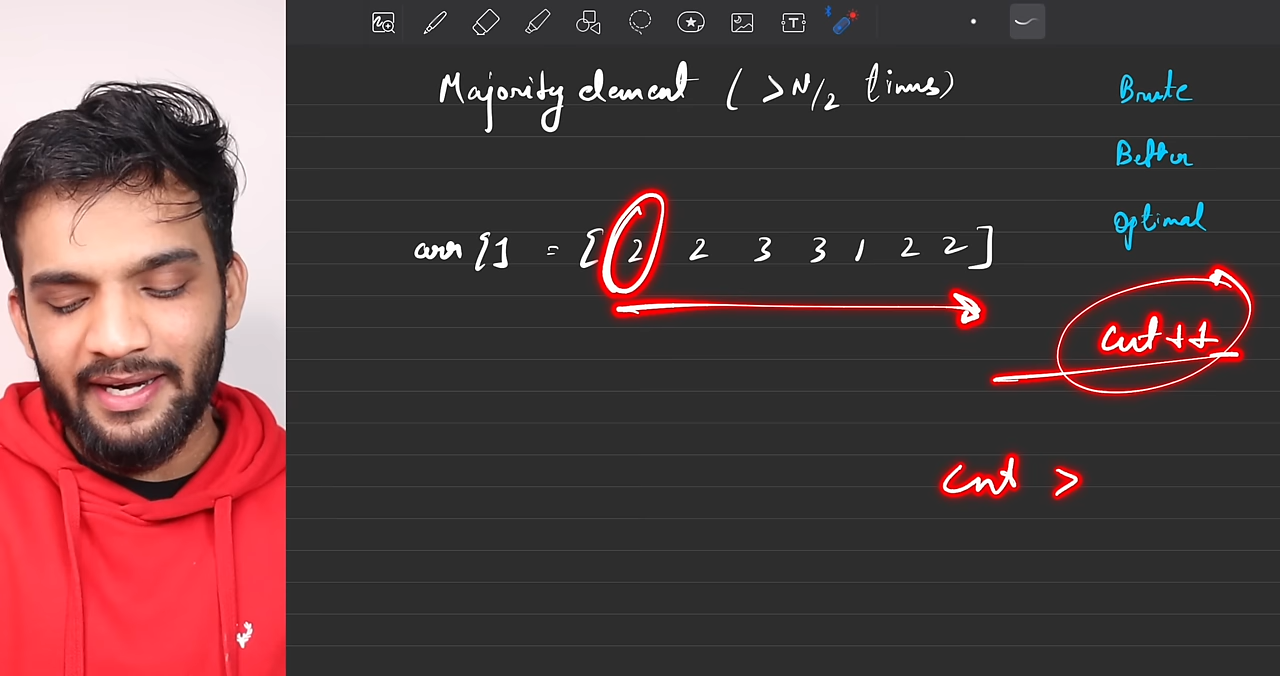 Majority element (>N/2 times)
Brute
Better
Optimal
arr[] = [2 2 3 3 1 2 2]
cnt++
cnt >